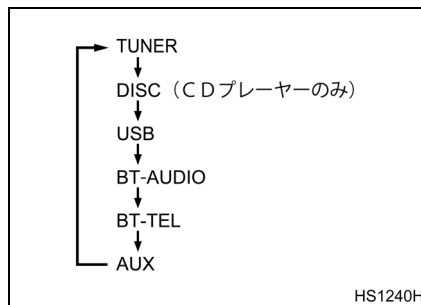 TUNER
DISC（ＣＤプレーヤーのみ）
USB
BT-AUDIO
BT-TEL
AUX
HS1240H